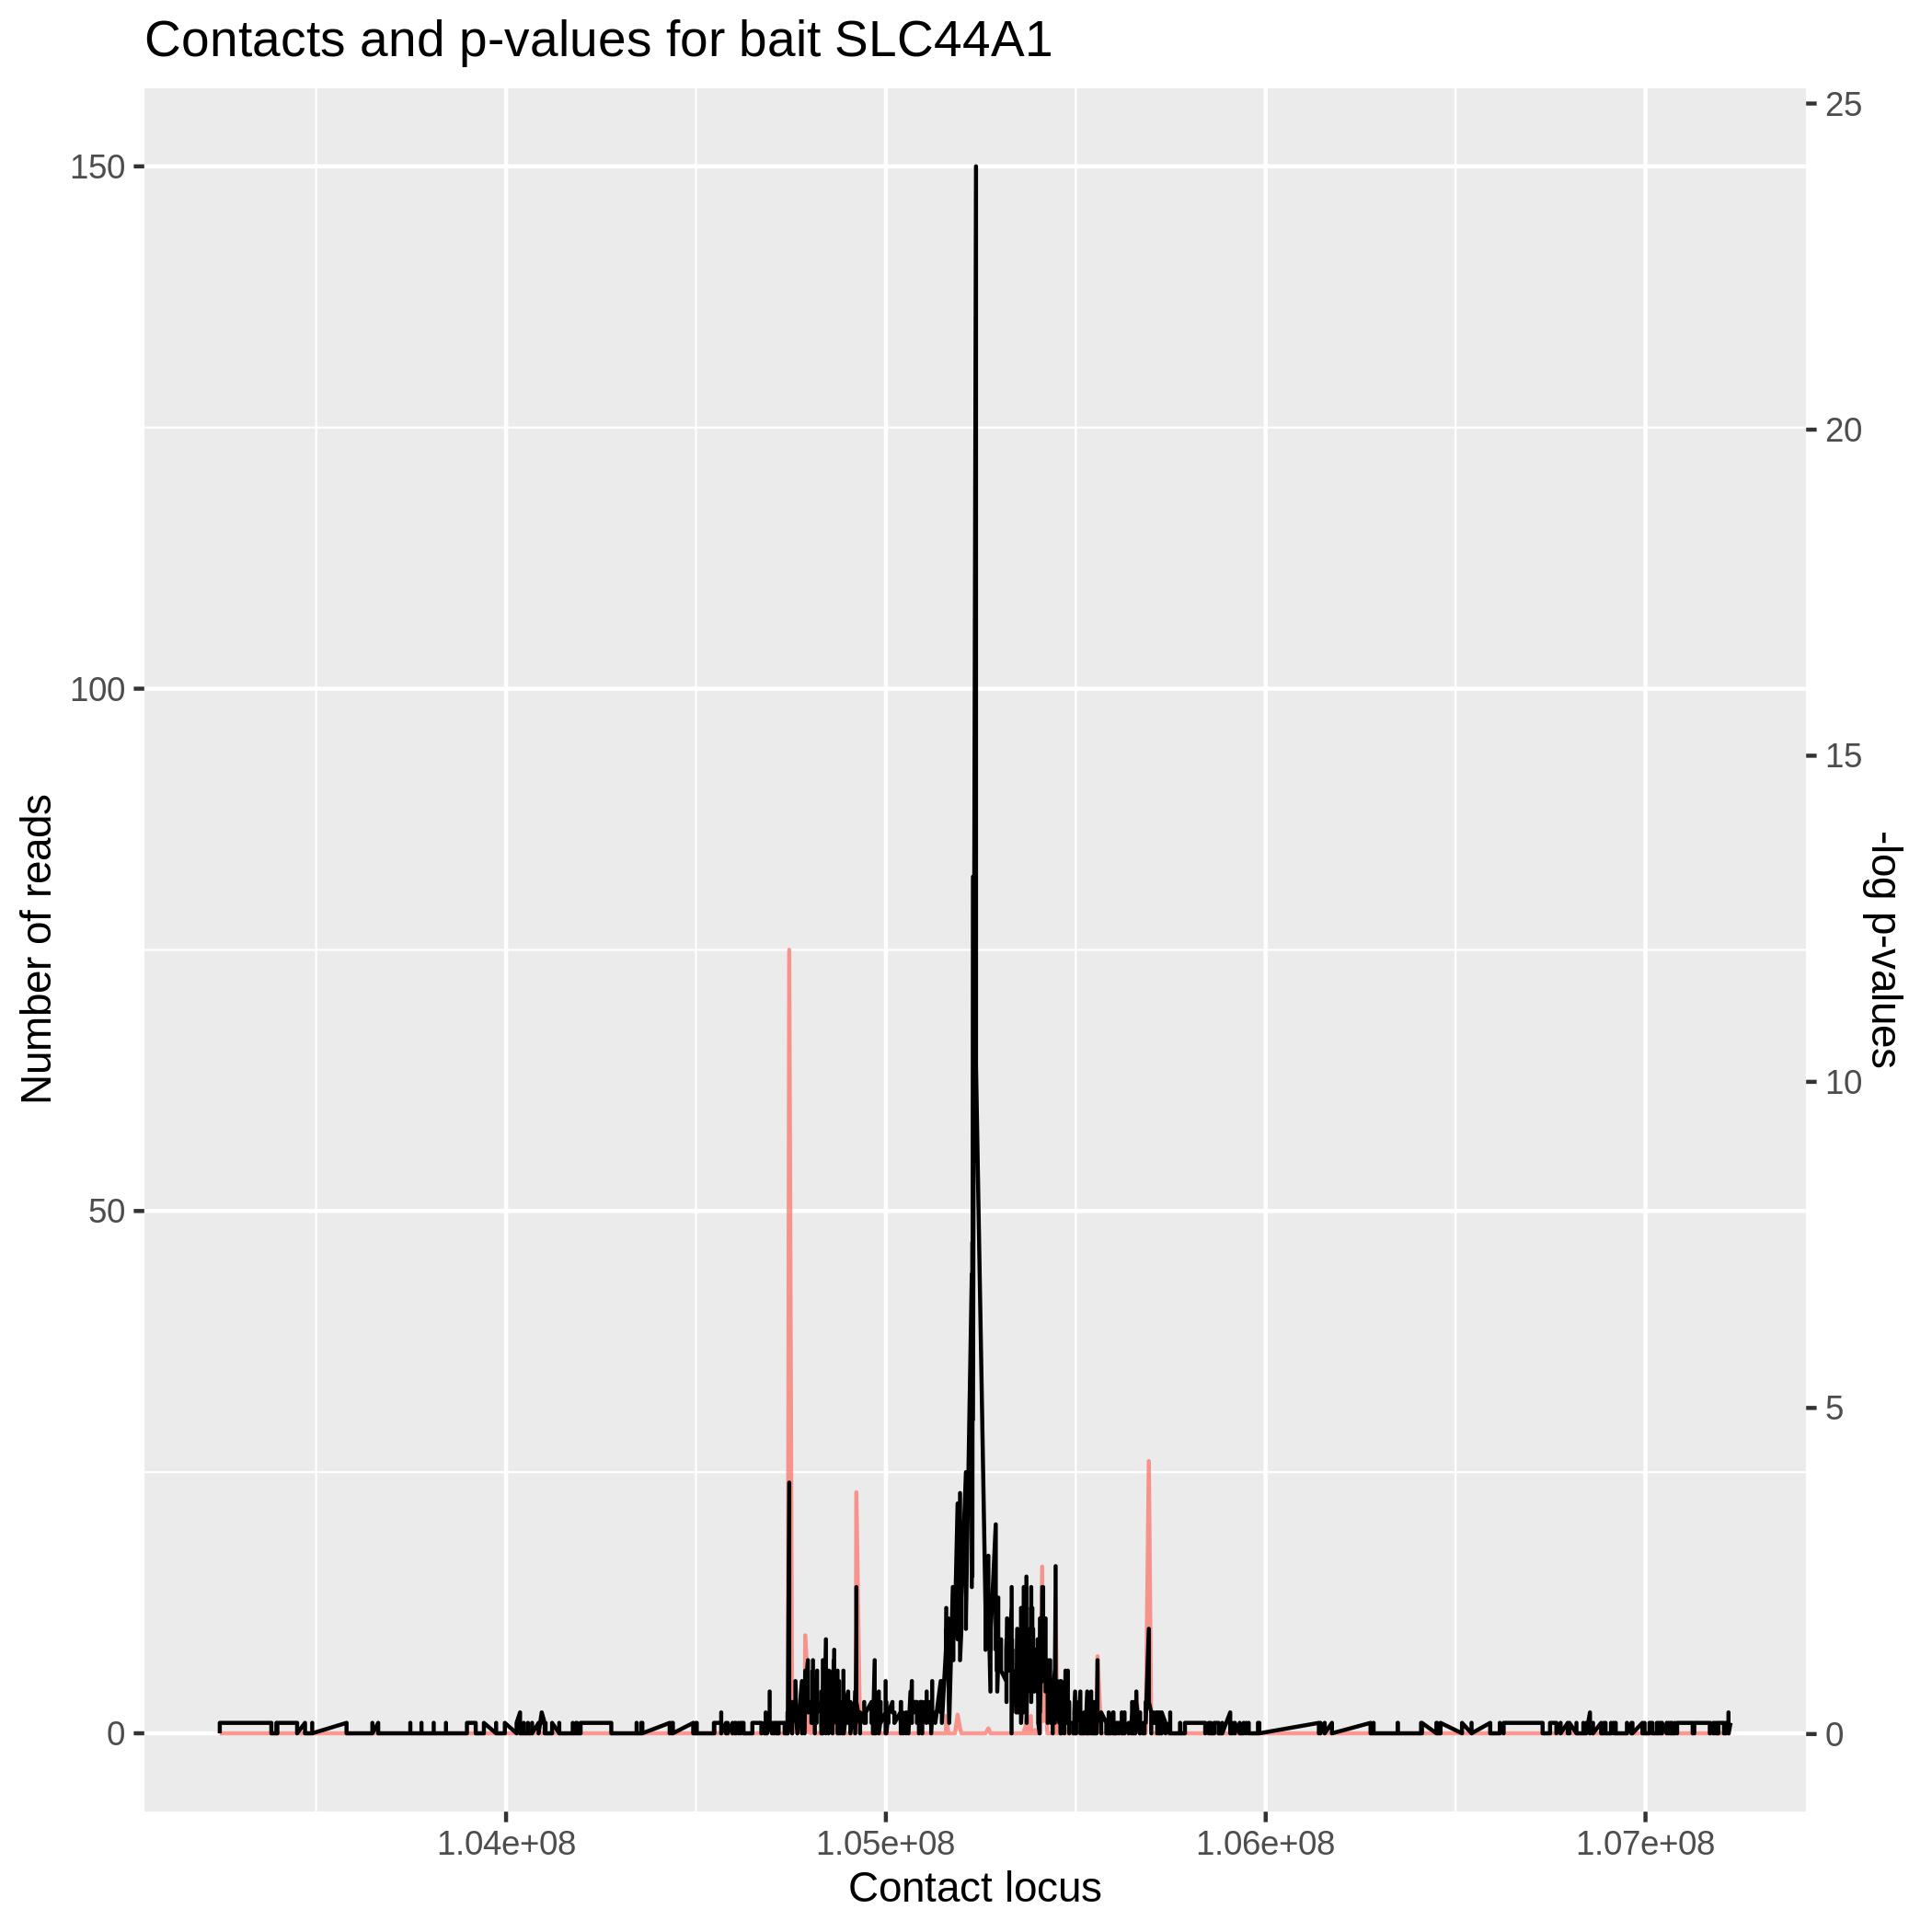 Contacts and p-values for bait SLC44A1
150
100
50
0
Number of reads
25
20
15
10
5
0
-log p-values
1.04e+08
1.05e+08
1.06e+08
1.07e+08
Contact locus